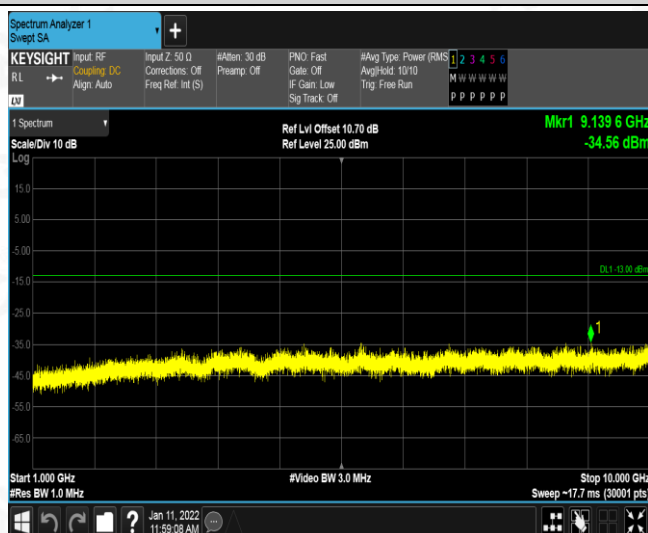 Spectrum Analyzer 1
Swept SA
+
KEYSIGHT
RL
LXI
Input: RF
Coupling: DC
Align: Auto
Input Z: 50 Ω
Corrections: Off
Freq Ref: Int (S)
#Atten: 30 dB
Preamp: Off
PNO: Fast
Gate: Off
IF Gain: Low
Sig Track: Off
#Avg Type: Power (RMS
Avg|Hold: 10/10
Trig: Free Run
1 2 3 4 5 6
M W W W W W
P P P P P P
1 Spectrum
Scale/Div 10 dB
Log
Ref Lvl Offset 10.70 dB
Ref Level 25.00 dBm
Mkr1 9.139 6 GHz
-34.56 dBm
15.0
5.00
-5.00
DL1 -13.00 dBm
-15.0
-25.0
1
-35.0
-45.0
-55.0
-65.0
Start 1.000 GHz
#Res BW 1.0 MHz
#Video BW 3.0 MHz
Stop 10.000 GHz
Sweep ~17.7 ms (30001 pts)
?
Jan 11, 2022
11:59:08 AM